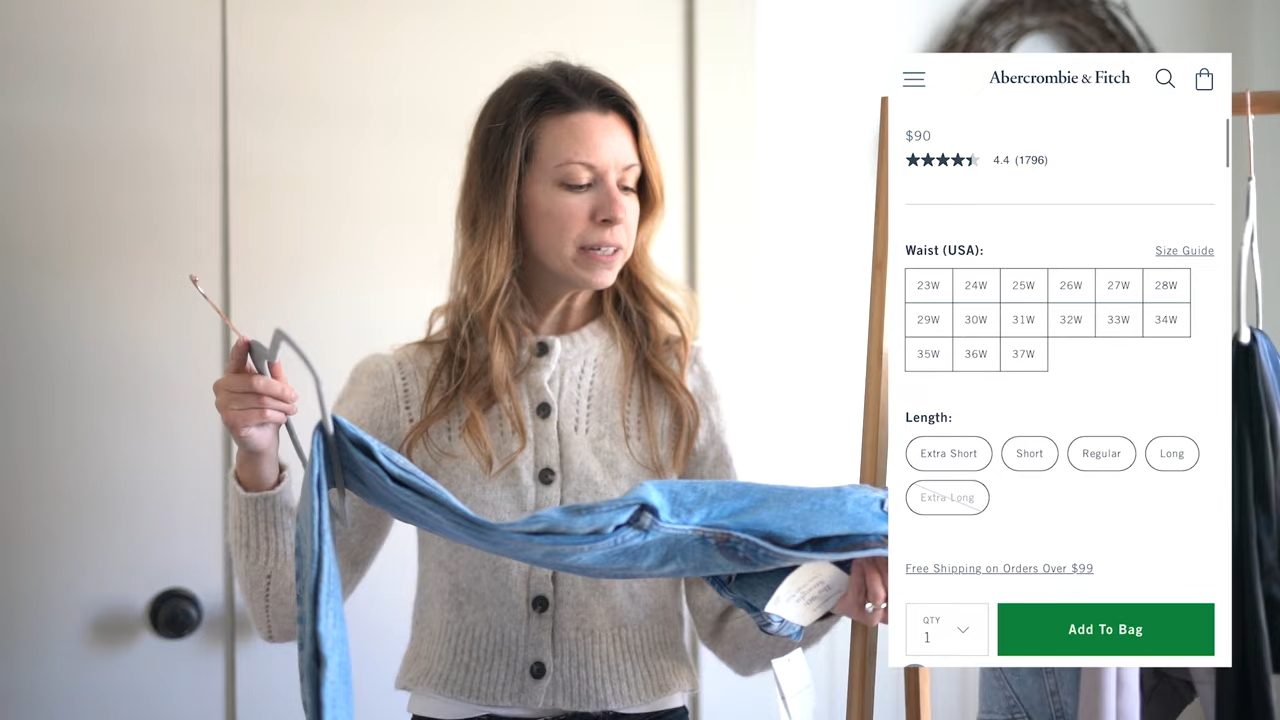 Abercrombie & Fitch
$90
4.4 (1796)
Waist (USA): Size Guide
23W 24W 25W 26W 27W 28W
29W 30W 31W 32W 33W 34W
35W 36W 37W
Length:
Extra Short Short Regular Long
Extra Long
Free Shipping on Orders Over $99
QTY
1
Add To Bag